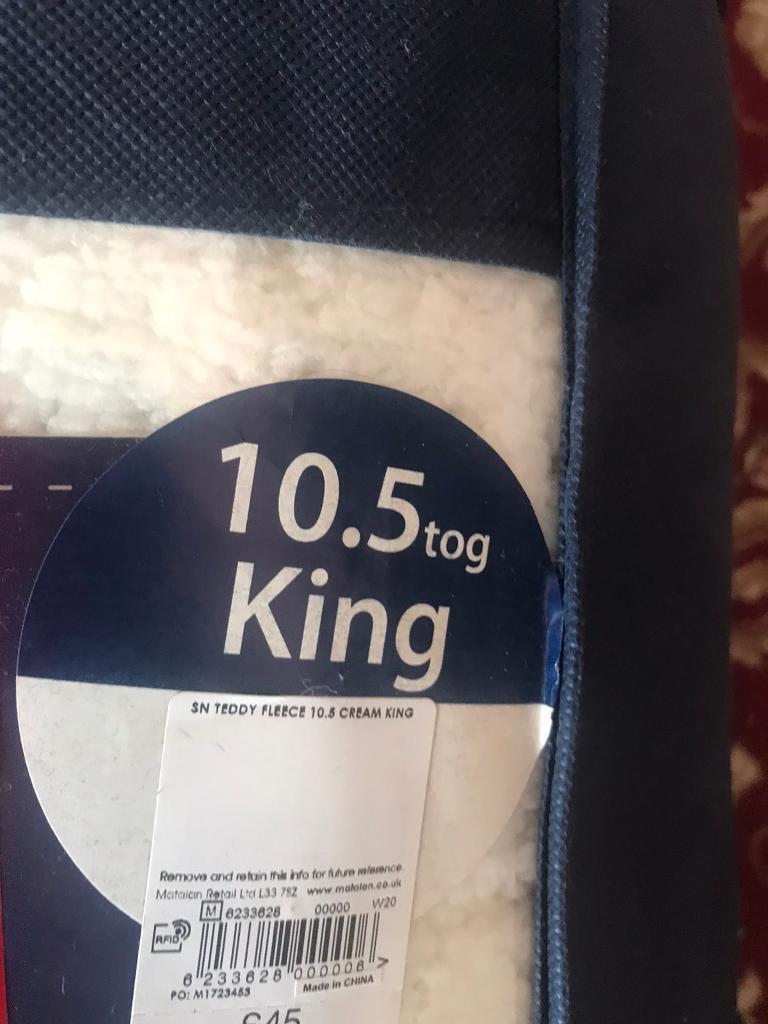 10.5tog
King
SN TEDDY FLEECE 10.5 CREAM KING
Remove and retain this info for future reference
Matalan Retail Ltd L33 7SZ www.matalan.co.uk
M 6233628 00000 W20
RFID
6 233628 000006 >
PO: M1723453 Made in CHINA
£45